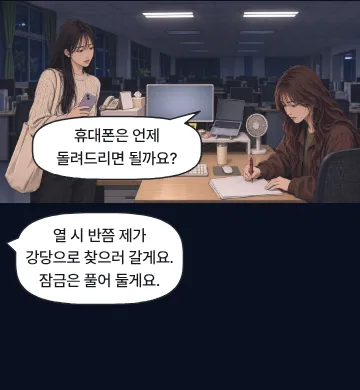 휴대폰은 언제
돌려드리면 될까요?
열 시 반쯤 제가
강당으로 찾으러 갈게요.
잠금은 풀어 둘게요.